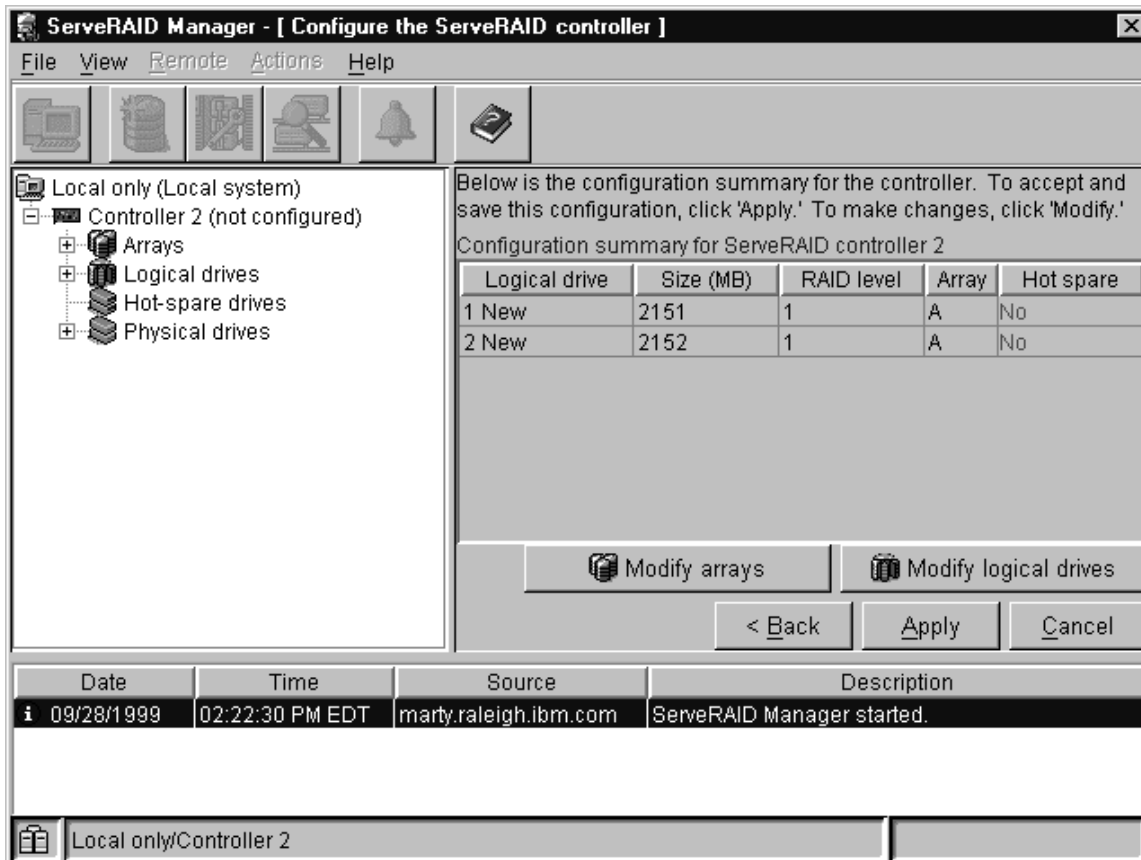 ServeRAID Manager - [ Configure the ServeRAID controller ]
File View Remote Actions Help
Local only (Local system)
Controller 2 (not configured)
Arrays
Logical drives
Hot-spare drives
Physical drives
Below is the configuration summary for the controller. To accept and
save this configuration, click 'Apply.' To make changes, click 'Modify.'
Configuration summary for ServeRAID controller 2
Logical drive Size (MB) RAID level Array Hot spare
1 New 2151 1 A No
2 New 2152 1 A No
Modify arrays Modify logical drives
< Back Apply Cancel
Date Time Source Description
09/28/1999 02:22:30 PM EDT marty.raleigh.ibm.com ServeRAID Manager started.
Local only/Controller 2